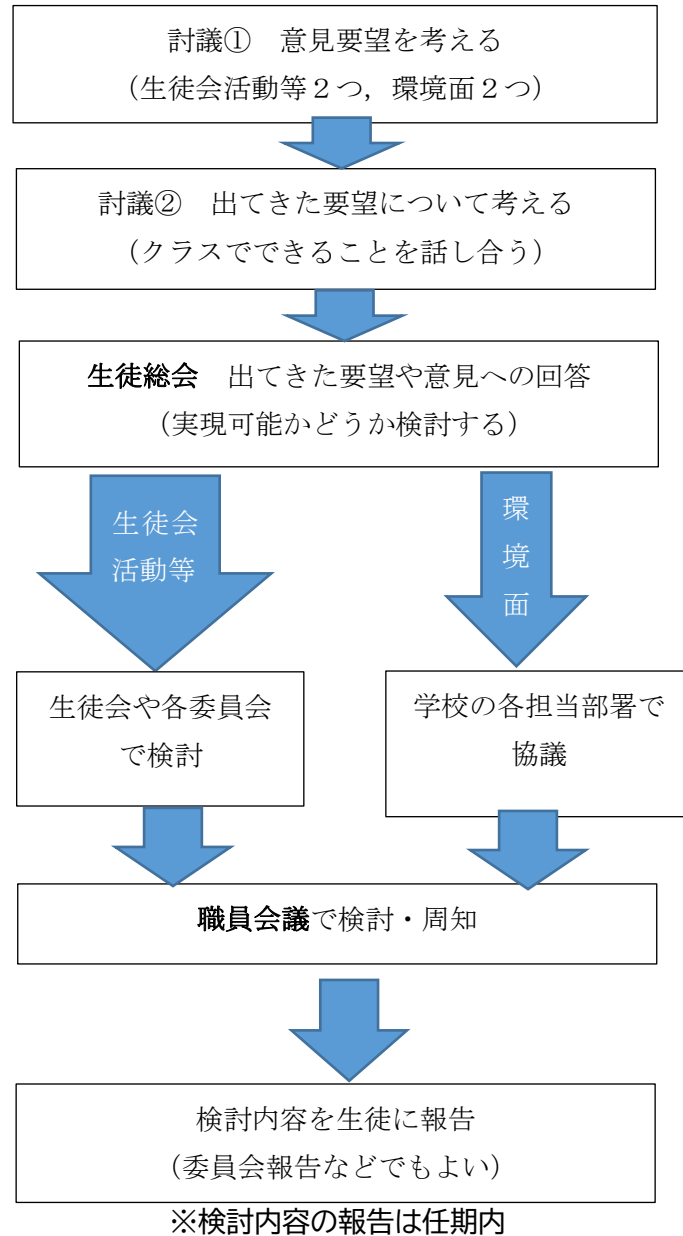 討議① 意見要望を考える
（生徒会活動等２つ，環境面２つ）
討議② 出てきた要望について考える
（クラスでできることを話し合う）
生徒総会 出てきた要望や意見への回答
（実現可能かどうか検討する）
生徒会
活動等
環
境
面
生徒会や各委員会
で検討
学校の各担当部署で
協議
職員会議で検討・周知
検討内容を生徒に報告
（委員会報告などでもよい）
※検討内容の報告は任期内